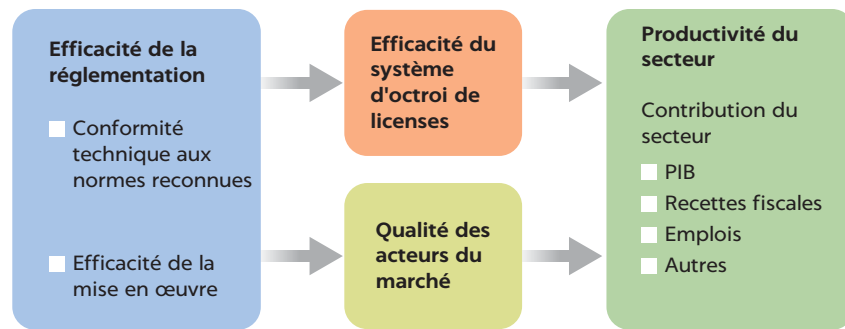 Efficacité de la
réglementation
Conformité
technique aux
normes reconnues
Efficacité de la
mise en œuvre
Efficacité du
système
d'octroi de
licenses
Qualité des
acteurs du
marché
Productivité du
secteur
Contribution du
secteur
PIB
Recettes fiscales
Emplois
Autres